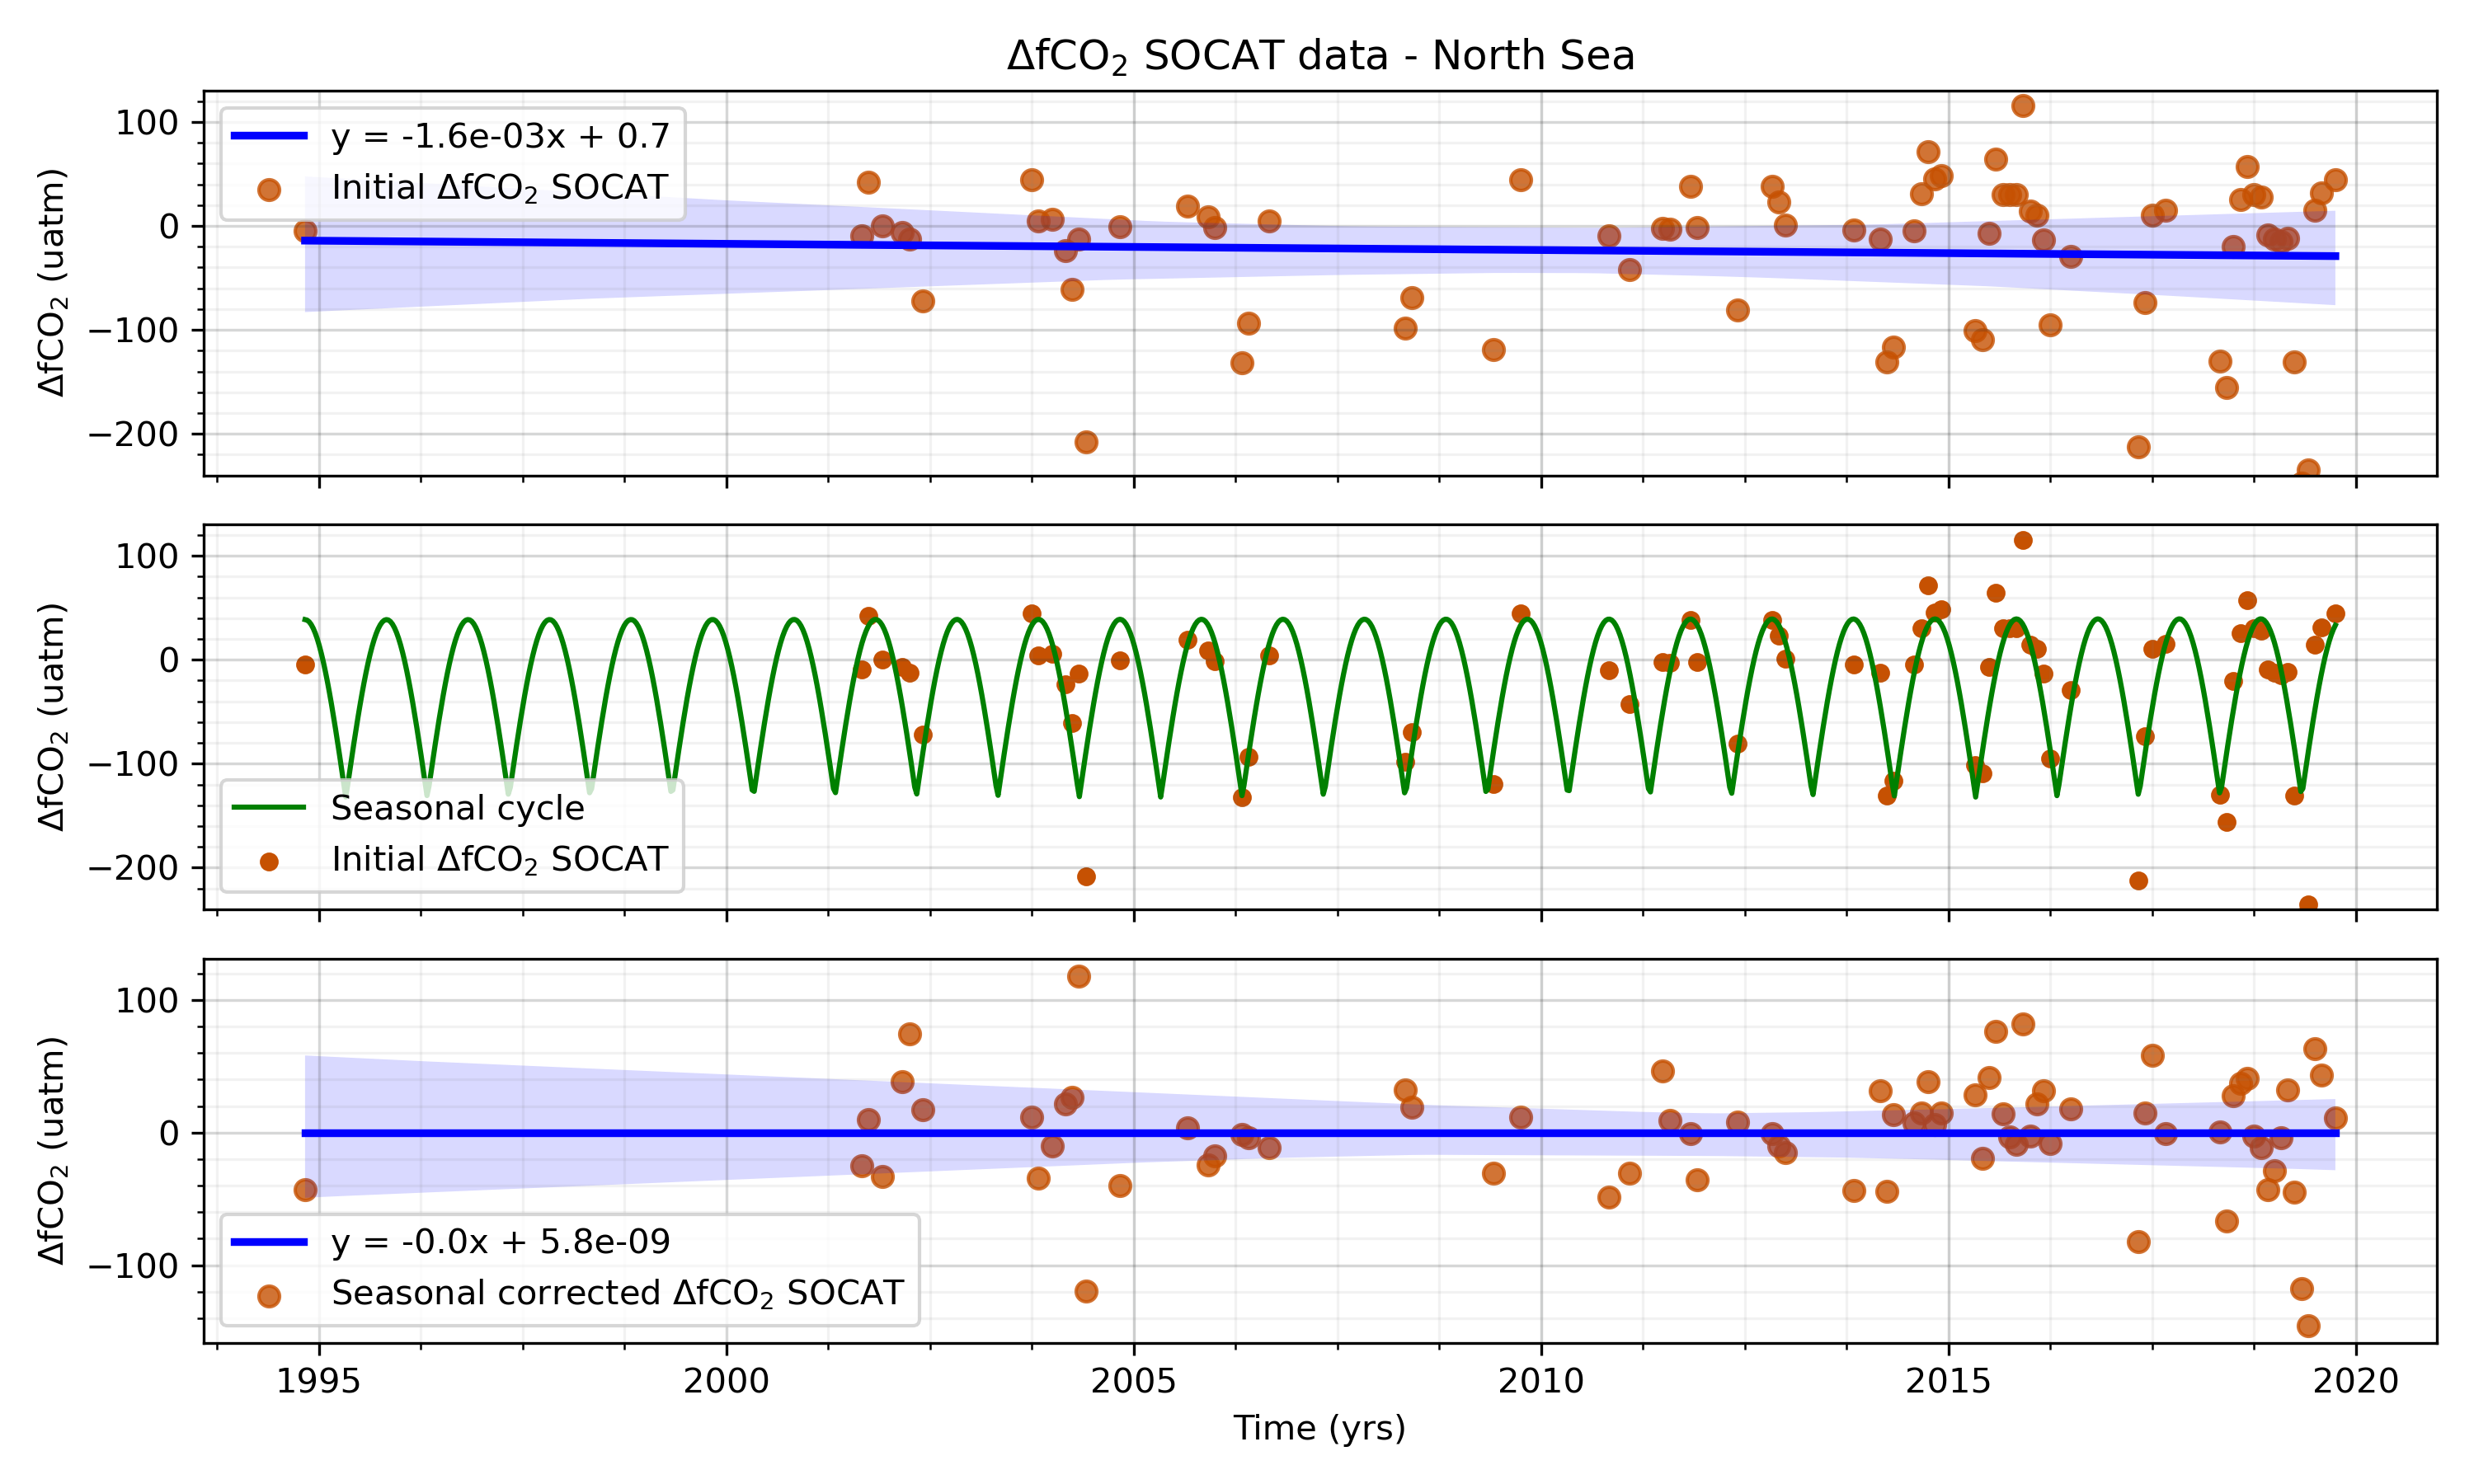 ΔfCO₂ SOCAT data - North Sea
100
0
−100
−200
ΔfCO₂ (uatm)
y = -1.6e-03x + 0.7
Initial ΔfCO₂ SOCAT
100
0
−100
−200
ΔfCO₂ (uatm)
Seasonal cycle
Initial ΔfCO₂ SOCAT
100
0
−100
ΔfCO₂ (uatm)
y = -0.0x + 5.8e-09
Seasonal corrected ΔfCO₂ SOCAT
1995 2000 2005 2010 2015 2020
Time (yrs)